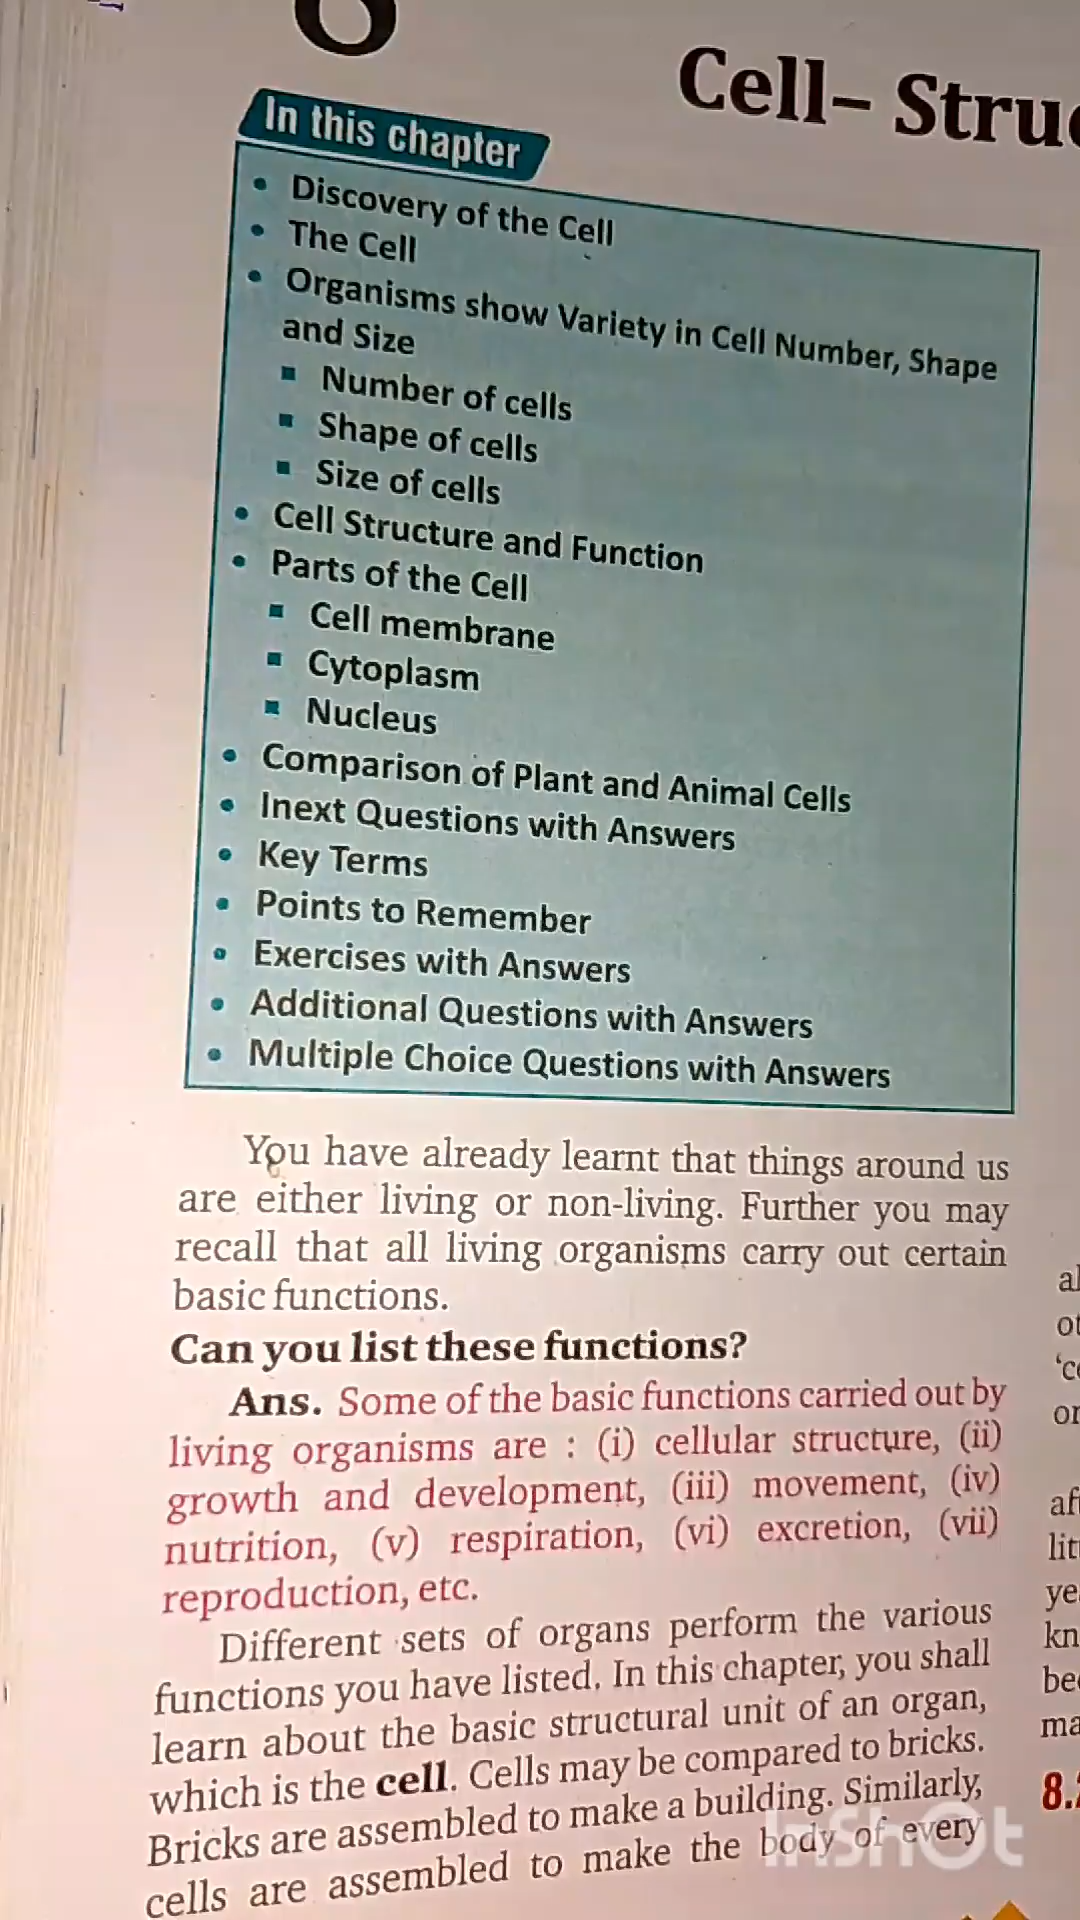 8
Cell– Struc
In this chapter
• Discovery of the Cell
• The Cell
• Organisms show Variety in Cell Number, Shape
and Size
▪ Number of cells
▪ Shape of cells
▪ Size of cells
• Cell Structure and Function
• Parts of the Cell
▪ Cell membrane
▪ Cytoplasm
▪ Nucleus
• Comparison of Plant and Animal Cells
• Inext Questions with Answers
• Key Terms
• Points to Remember
• Exercises with Answers
• Additional Questions with Answers
• Multiple Choice Questions with Answers
You have already learnt that things around us
are either living or non-living. Further you may
recall that all living organisms carry out certain
basic functions.
Can you list these functions?
Ans. Some of the basic functions carried out by
living organisms are : (i) cellular structure, (ii)
growth and development, (iii) movement, (iv)
nutrition, (v) respiration, (vi) excretion, (vii)
reproduction, etc.
Different sets of organs perform the various
functions you have listed. In this chapter, you shall
learn about the basic structural unit of an organ,
which is the cell. Cells may be compared to bricks.
Bricks are assembled to make a building. Similarly,
cells are assembled to make the body of every
InShOt